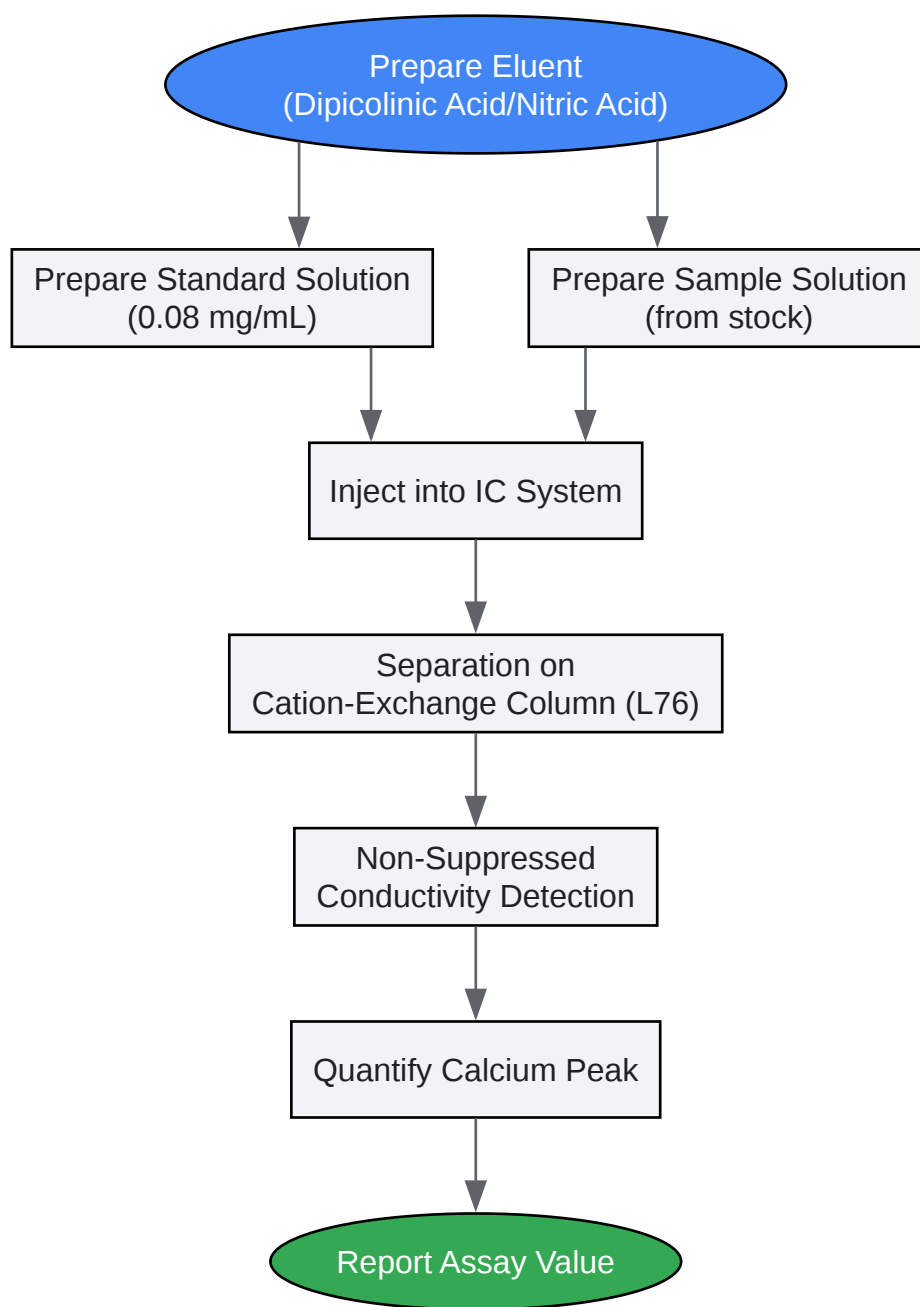 Prepare Eluent
(Dipicolinic Acid/Nitric Acid)
Prepare Standard Solution
(0.08 mg/mL)
Prepare Sample Solution
(from stock)
Inject into IC System
Separation on
Cation-Exchange Column (L76)
Non-Suppressed
Conductivity Detection
Quantify Calcium Peak
Report Assay Value